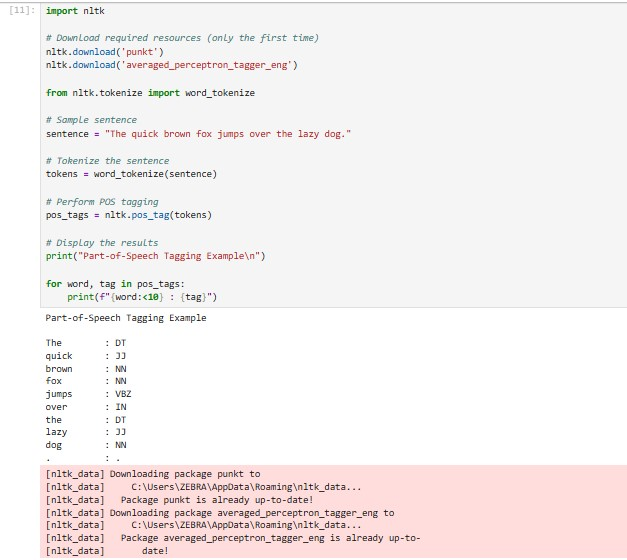 [11]: import nltk
# Download required resources (only the first time)
nltk.download('punkt')
nltk.download('averaged_perceptron_tagger_eng')
from nltk.tokenize import word_tokenize
# Sample sentence
sentence = "The quick brown fox jumps over the lazy dog."
# Tokenize the sentence
tokens = word_tokenize(sentence)
# Perform POS tagging
pos_tags = nltk.pos_tag(tokens)
# Display the results
print("Part-of-Speech Tagging Example\n")
for word, tag in pos_tags:
    print(f"{word:<10} : {tag}")
Part-of-Speech Tagging Example
The        : DT
quick      : JJ
brown      : NN
fox        : NN
jumps      : VBZ
over       : IN
the        : DT
lazy       : JJ
dog        : NN
.          : .
[nltk_data] Downloading package punkt to
[nltk_data]     C:\Users\ZEBRA\AppData\Roaming\nltk_data...
[nltk_data]   Package punkt is already up-to-date!
[nltk_data] Downloading package averaged_perceptron_tagger_eng to
[nltk_data]     C:\Users\ZEBRA\AppData\Roaming\nltk_data...
[nltk_data]   Package averaged_perceptron_tagger_eng is already up-to-
[nltk_data]       date!